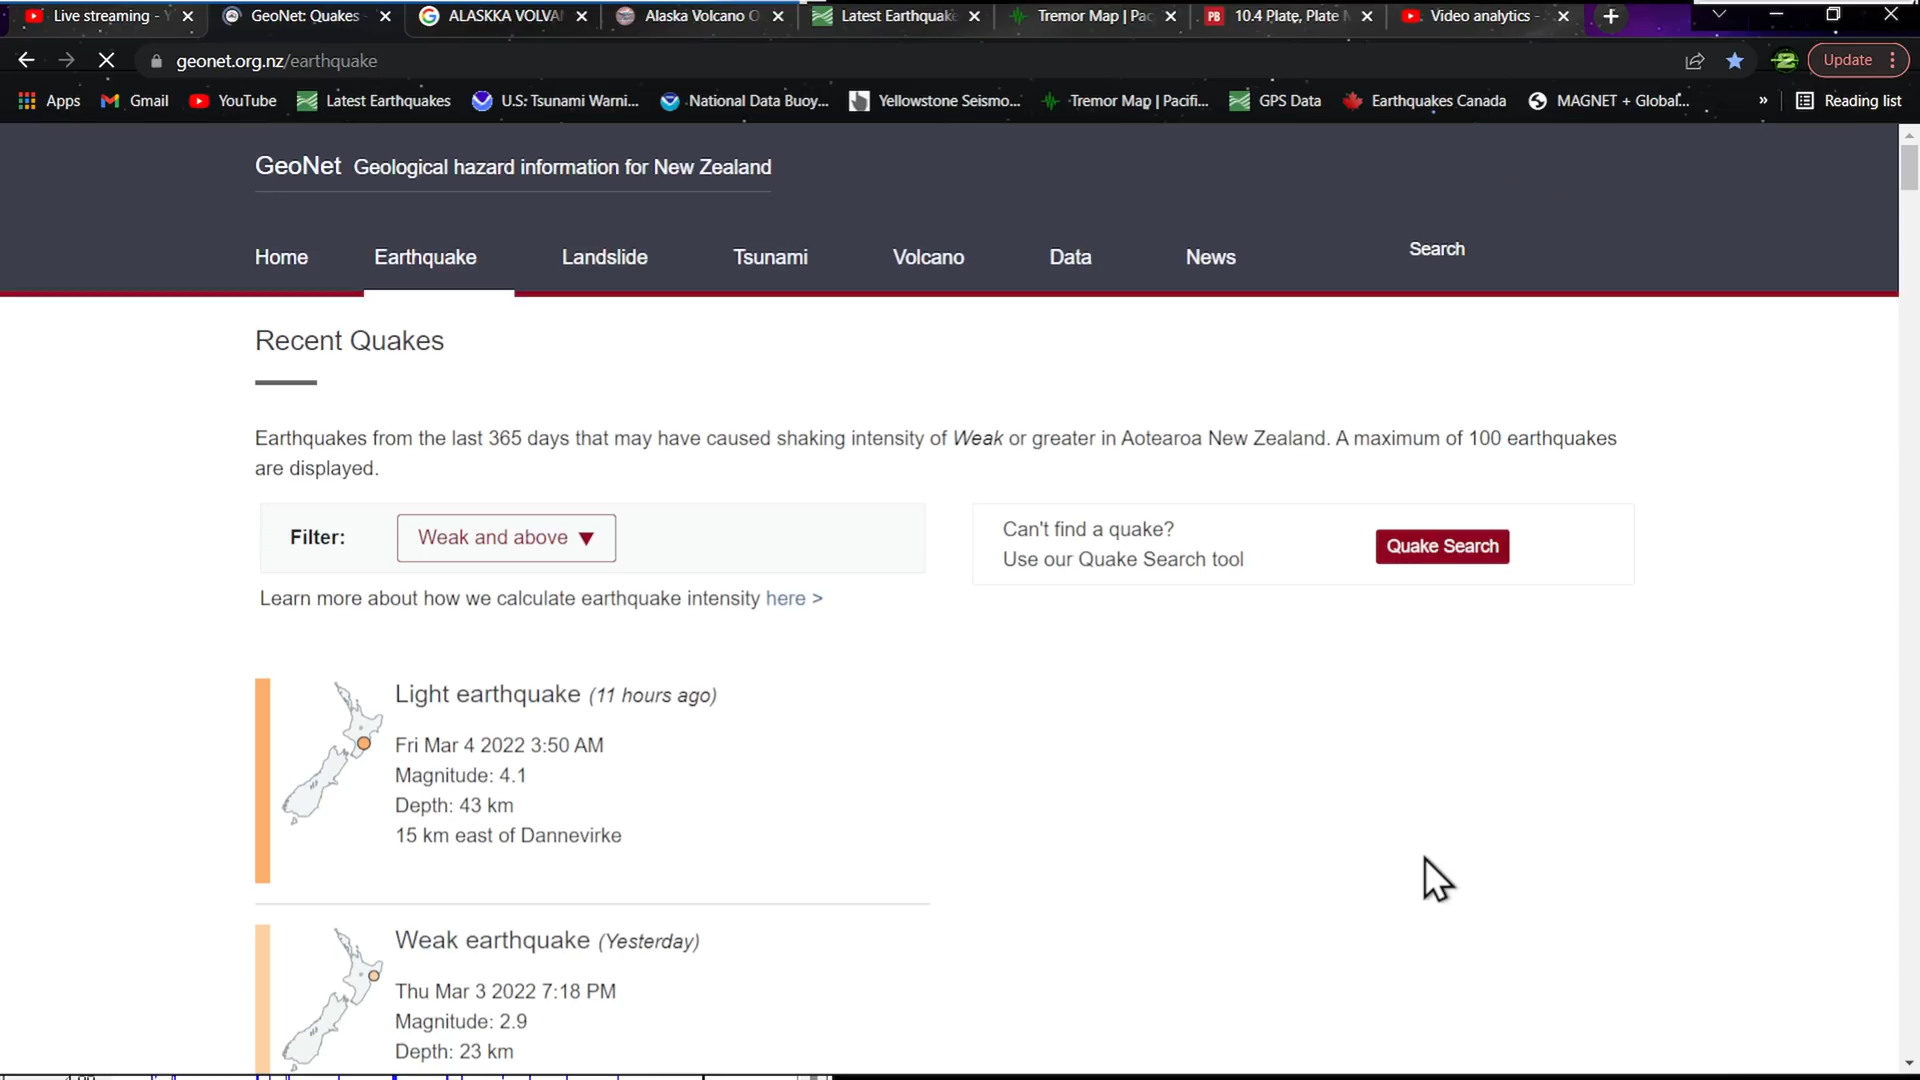 Live streaming - Y
GeoNet: Quakes -
ALASKKA VOLVA
Alaska Volcano O
Latest Earthquake
Tremor Map | Pac
PB 10.4 Plate, Plate M
Video analytics -
geonet.org.nz/earthquake
Update
Apps
Gmail
YouTube
Latest Earthquakes
U.S: Tsunami Warni...
National Data Buoy...
Yellowstone Seismo...
Tremor Map | Pacifi...
GPS Data
Earthquakes Canada
MAGNET + Global...
»
Reading list
GeoNet Geological hazard information for New Zealand
Home Earthquake Landslide Tsunami Volcano Data News Search
Recent Quakes
Earthquakes from the last 365 days that may have caused shaking intensity of Weak or greater in Aotearoa New Zealand. A maximum of 100 earthquakes
are displayed.
Filter: Weak and above ▼
Can't find a quake?
Use our Quake Search tool
Quake Search
Learn more about how we calculate earthquake intensity here >
Light earthquake (11 hours ago)
Fri Mar 4 2022 3:50 AM
Magnitude: 4.1
Depth: 43 km
15 km east of Dannevirke
Weak earthquake (Yesterday)
Thu Mar 3 2022 7:18 PM
Magnitude: 2.9
Depth: 23 km